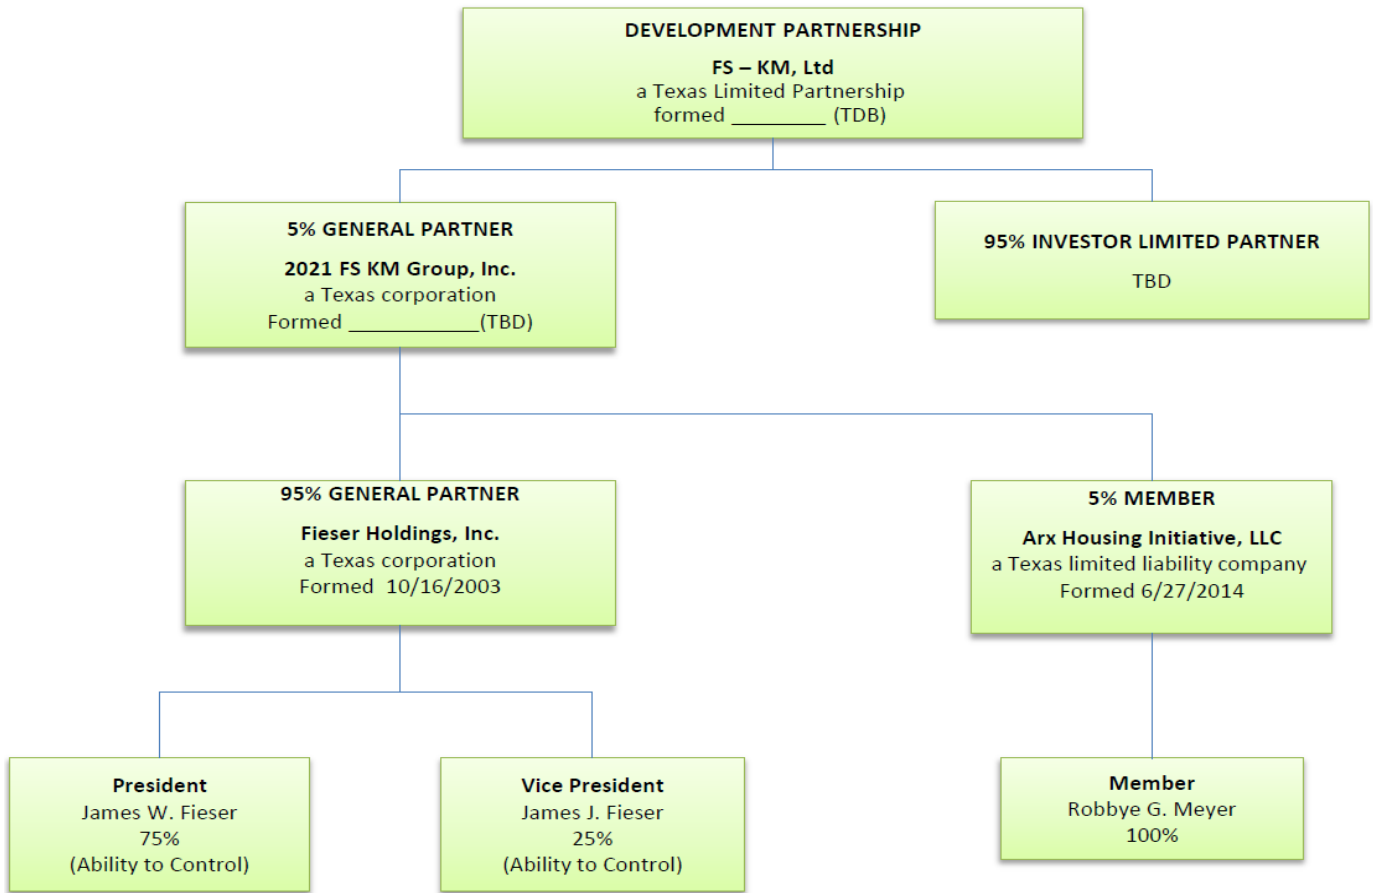 DEVELOPMENT PARTNERSHIP
FS – KM, Ltd
a Texas Limited Partnership
formed ________ (TDB)
5% GENERAL PARTNER
2021 FS KM Group, Inc.
a Texas corporation
Formed ___________(TBD)
95% INVESTOR LIMITED PARTNER
TBD
95% GENERAL PARTNER
Fieser Holdings, Inc.
a Texas corporation
Formed 10/16/2003
5% MEMBER
Arx Housing Initiative, LLC
a Texas limited liability company
Formed 6/27/2014
President
James W. Fieser
75%
(Ability to Control)
Vice President
James J. Fieser
25%
(Ability to Control)
Member
Robbye G. Meyer
100%